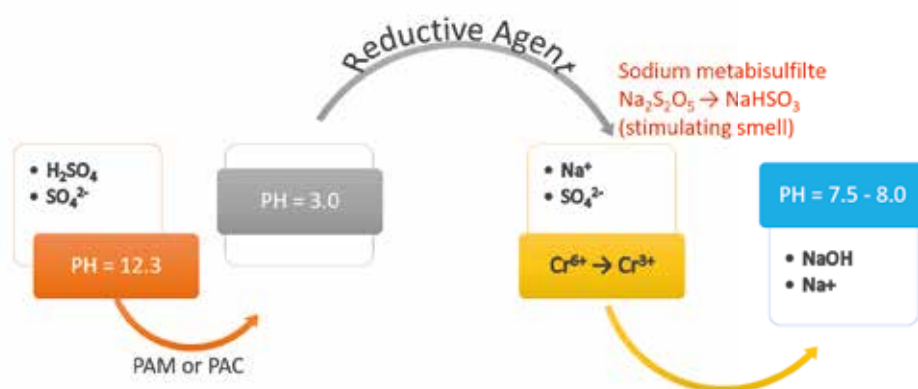 Reductive Agent
Sodium metabisulfilte
Na₂S₂O₅ → NaHSO₃
(stimulating smell)
• H₂SO₄
• SO₄²⁻
PH = 12.3
PAM or PAC
PH = 3.0
• Na⁺
• SO₄²⁻
Cr⁶⁺ → Cr³⁺
PH = 7.5 - 8.0
• NaOH
• Na+